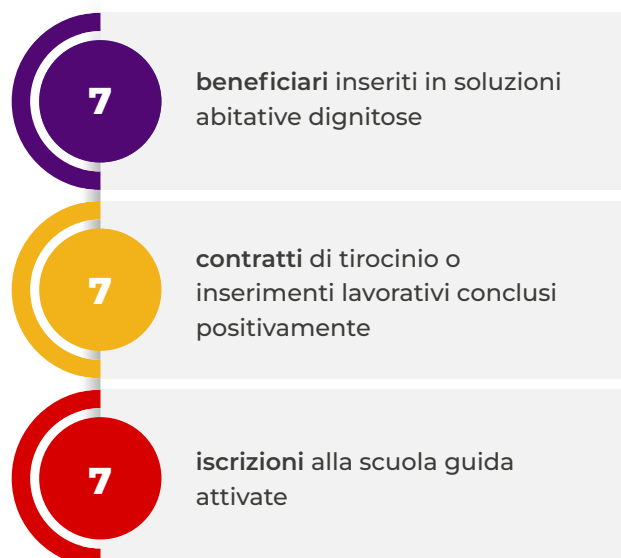 7
beneficiari inseriti in soluzioni
abitative dignitose
7
contratti di tirocinio o
inserimenti lavorativi conclusi
positivamente
7
iscrizioni alla scuola guida
attivate